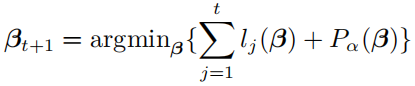 𝜷_{t+1} = argmin_𝜷{∑_{j=1}^{t} l_j(𝜷) + P_α(𝜷)}